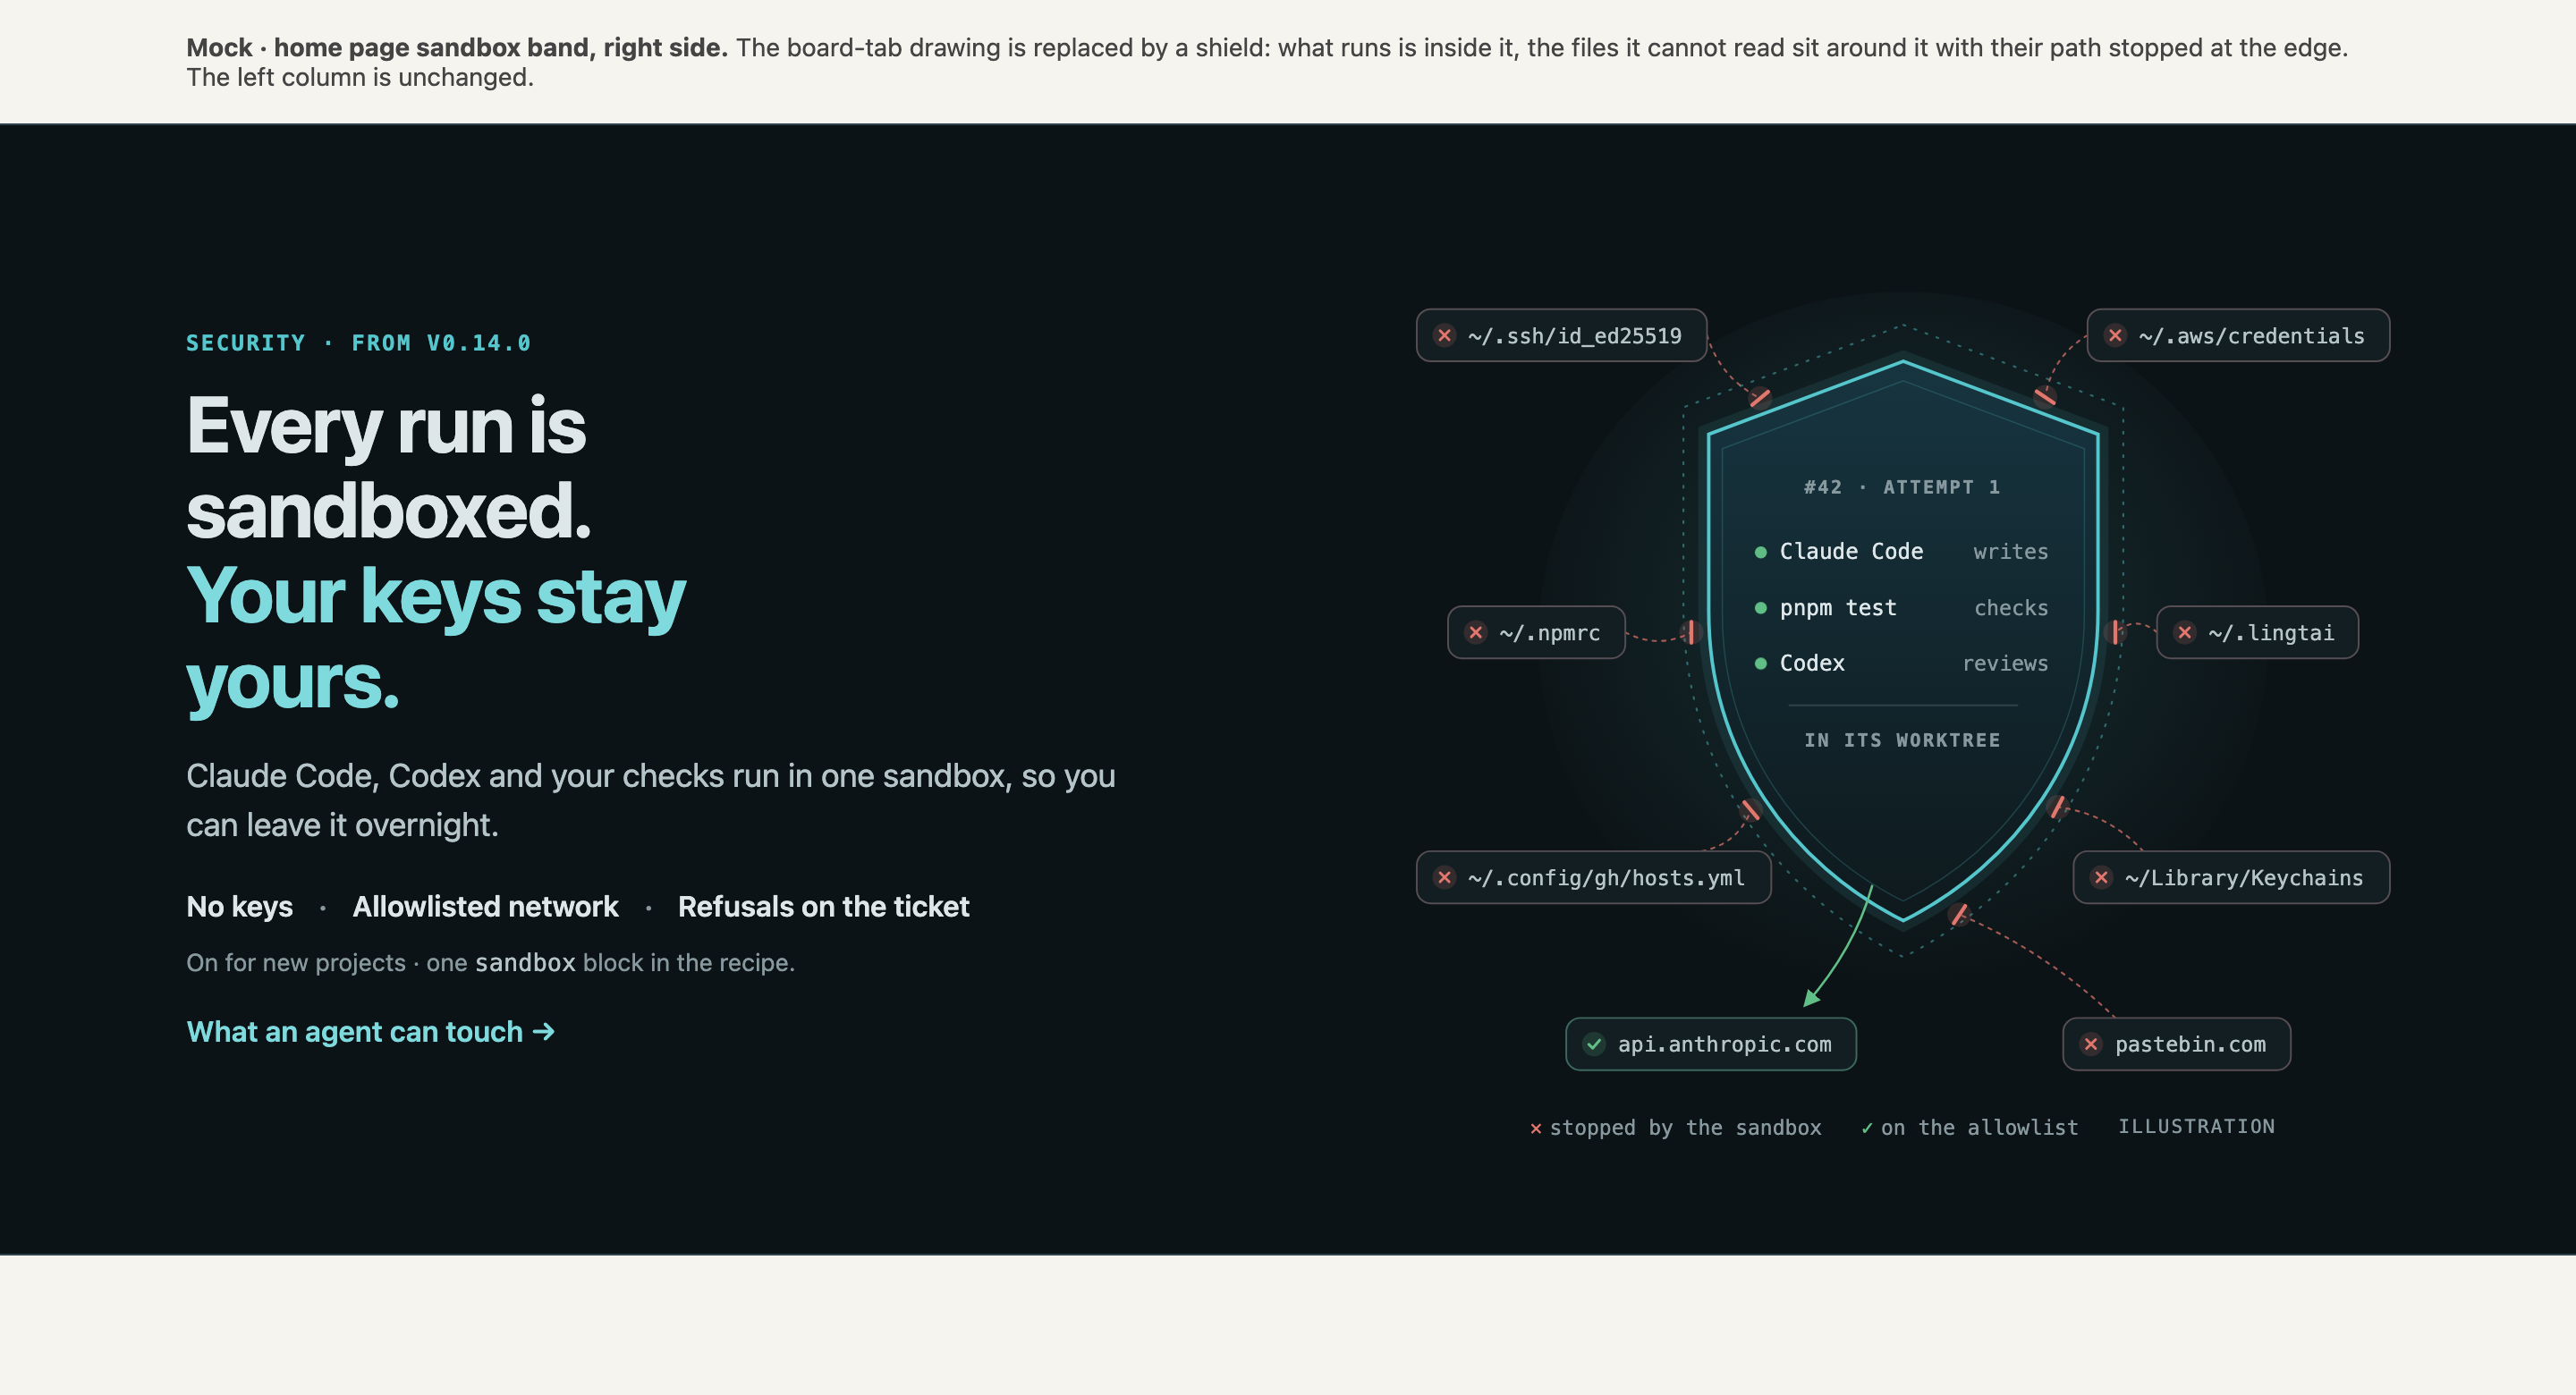 Mock · home page sandbox band, right side. The board-tab drawing is replaced by a shield: what runs is inside it, the files it cannot read sit around it with their path stopped at the edge.
The left column is unchanged.
SECURITY · FROM V0.14.0
Every run is
sandboxed.
Your keys stay
yours.
Claude Code, Codex and your checks run in one sandbox, so you
can leave it overnight.
No keys · Allowlisted network · Refusals on the ticket
On for new projects · one sandbox block in the recipe.
What an agent can touch →
~/.ssh/id_ed25519
~/.aws/credentials
#42 · ATTEMPT 1
Claude Code writes
pnpm test checks
Codex reviews
IN ITS WORKTREE
~/.npmrc
~/.lingtai
~/.config/gh/hosts.yml
~/Library/Keychains
api.anthropic.com
pastebin.com
× stopped by the sandbox ✓ on the allowlist ILLUSTRATION